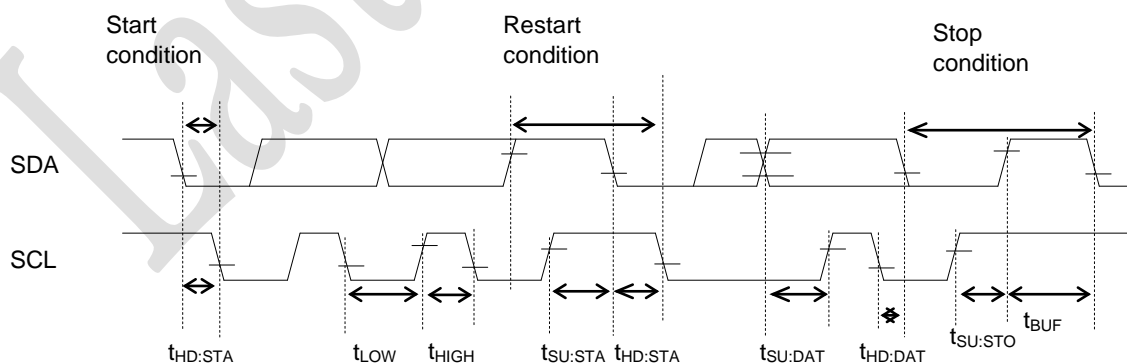 Start
condition
Restart
condition
Stop
condition
SDA
SCL
tHD:STA
tLOW
tHIGH
tSU:STA
tHD:STA
tSU:DAT
tHD:DAT
tSU:STO
tBUF
Last